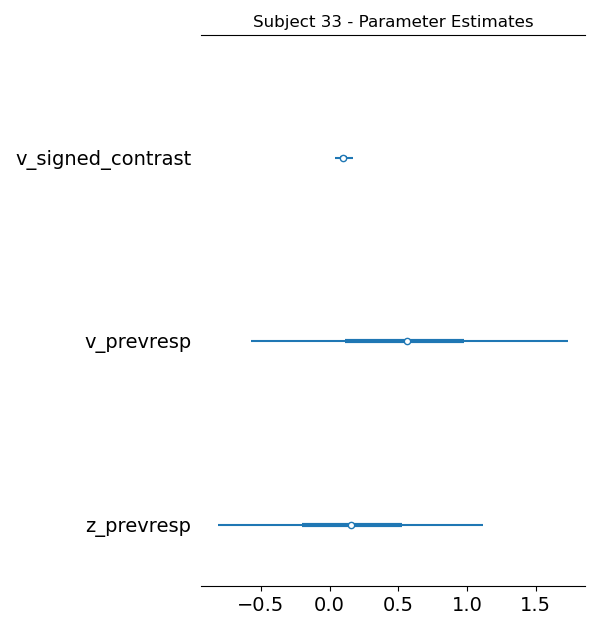 Subject 33 - Parameter Estimates
v_signed_contrast
v_prevresp
z_prevresp
−0.5 0.0 0.5 1.0 1.5